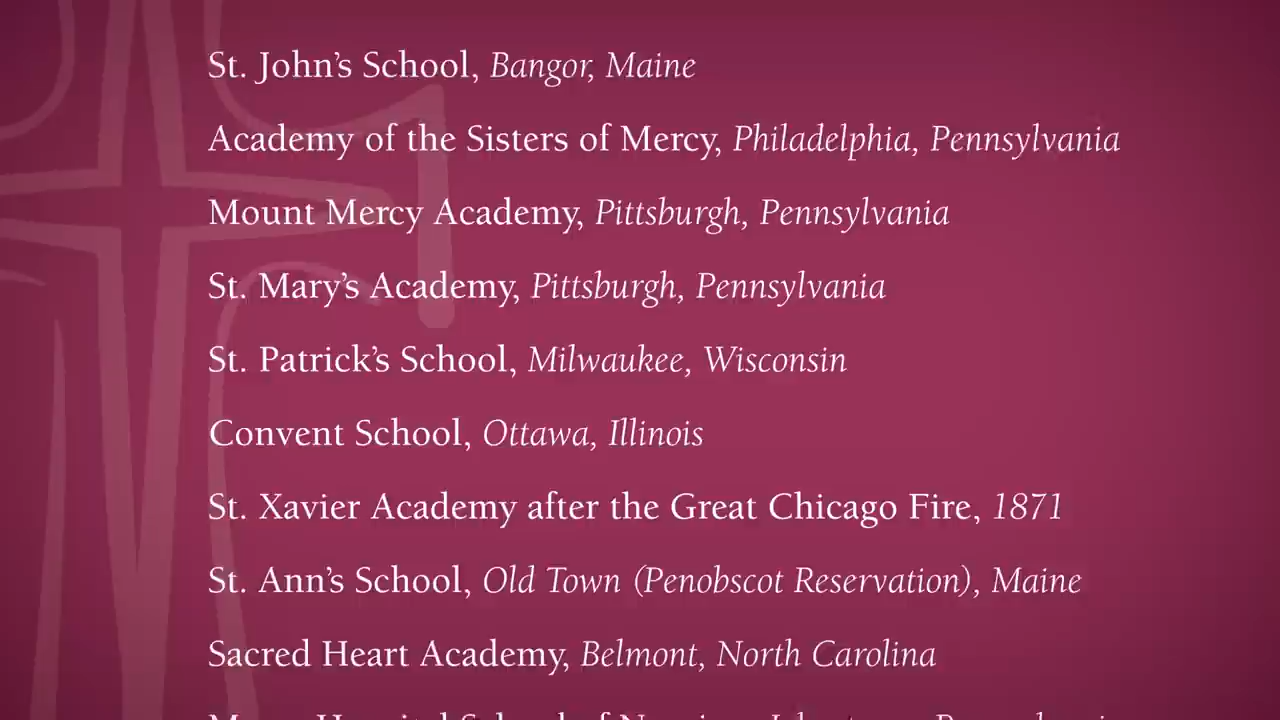 St. John’s School, Bangor, Maine
Academy of the Sisters of Mercy, Philadelphia, Pennsylvania
Mount Mercy Academy, Pittsburgh, Pennsylvania
St. Mary’s Academy, Pittsburgh, Pennsylvania
St. Patrick’s School, Milwaukee, Wisconsin
Convent School, Ottawa, Illinois
St. Xavier Academy after the Great Chicago Fire, 1871
St. Ann’s School, Old Town (Penobscot Reservation), Maine
Sacred Heart Academy, Belmont, North Carolina